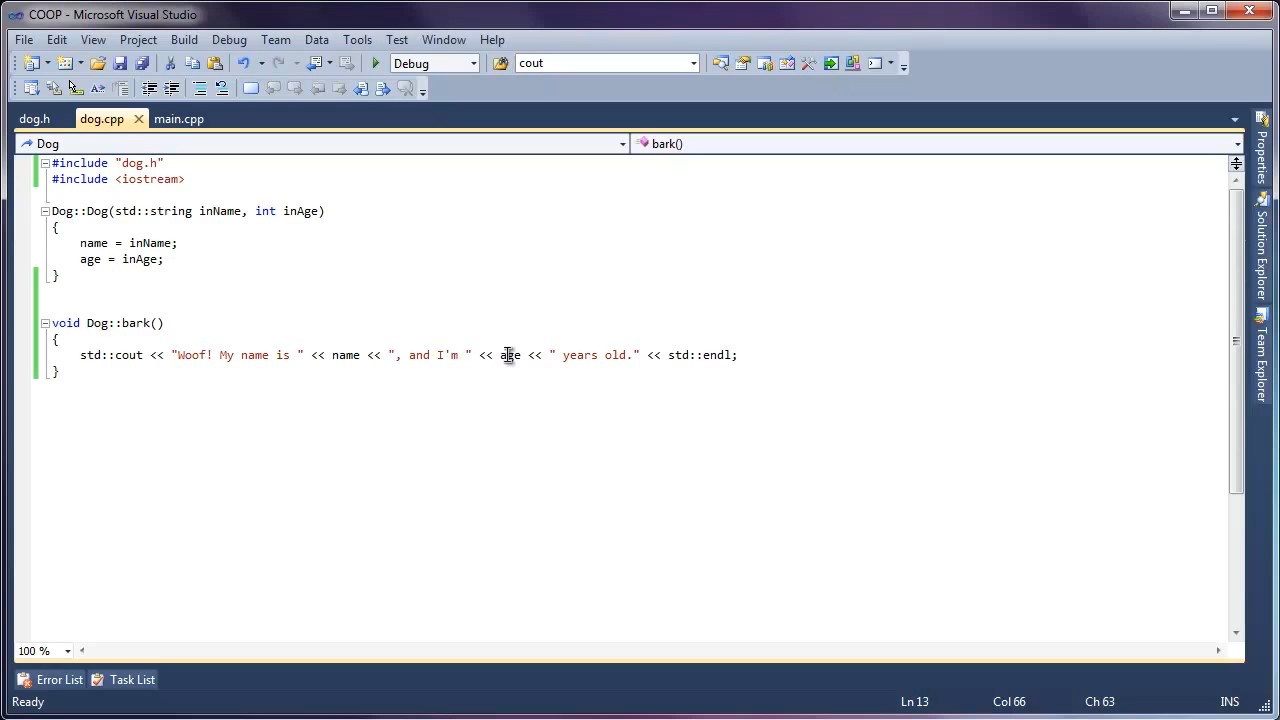 COOP - Microsoft Visual Studio
File Edit View Project Build Debug Team Data Tools Test Window Help
Debug cout
dog.h dog.cpp main.cpp
Dog bark()
#include "dog.h"
#include <iostream>
Dog::Dog(std::string inName, int inAge)
{
name = inName;
age = inAge;
}
void Dog::bark()
{
std::cout << "Woof! My name is " << name << ", and I'm " << age << " years old." << std::endl;
}
Properties
Solution Explorer
Team Explorer
100 %
Error List Task List
Ready Ln 13 Col 66 Ch 63 INS